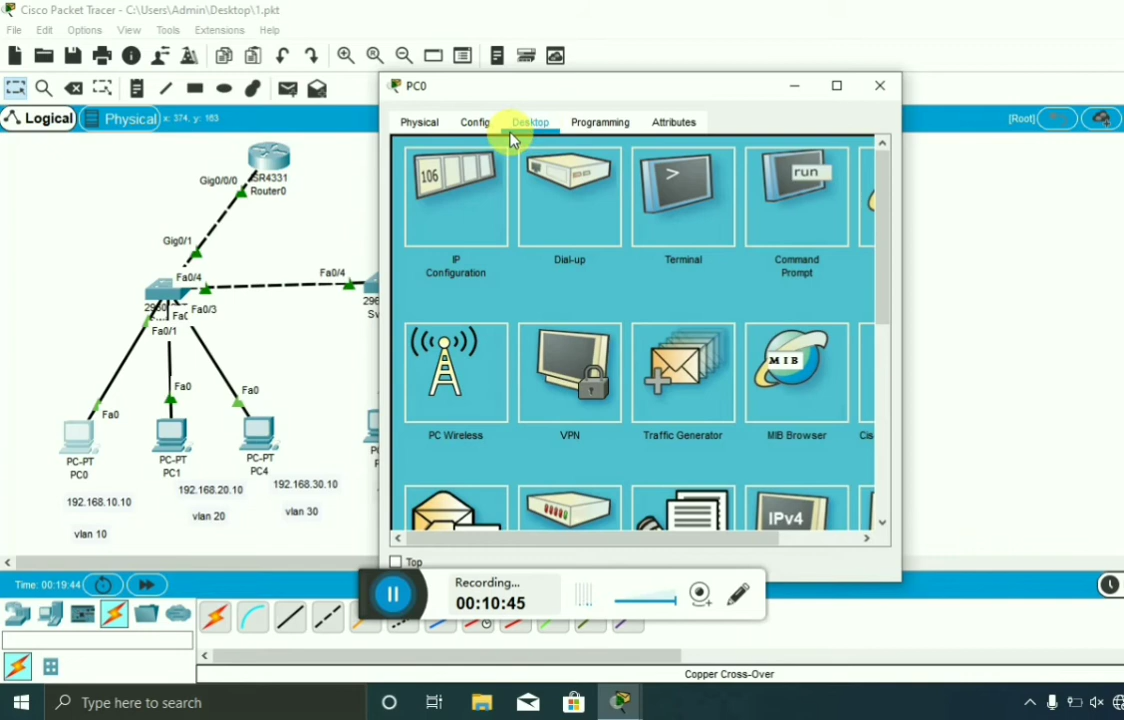 Cisco Packet Tracer - C:\Users\Admin\Desktop\1.pkt
File Edit Options View Tools Extensions Help
PC0
Logical Physical x: 374, y: 163 [Root]
Physical Config Desktop Programming Attributes
106
>
run
IP Configuration
Dial-up
Terminal
Command Prompt
MIB
PC Wireless
VPN
Traffic Generator
MIB Browser
Cis
IPv4
Top
Gig0/0/0
SR4331
Router0
Gig0/1
Fa0/4
Fa0/4
Fa0/3
Fa0/1
Fa0
Fa0
Fa0
PC-PT
PC0
PC-PT
PC1
PC-PT
PC4
192.168.10.10
192.168.20.10
192.168.30.10
vlan 10
vlan 20
vlan 30
Time: 00:19:44
Recording...
00:10:45
Copper Cross-Over
Type here to search